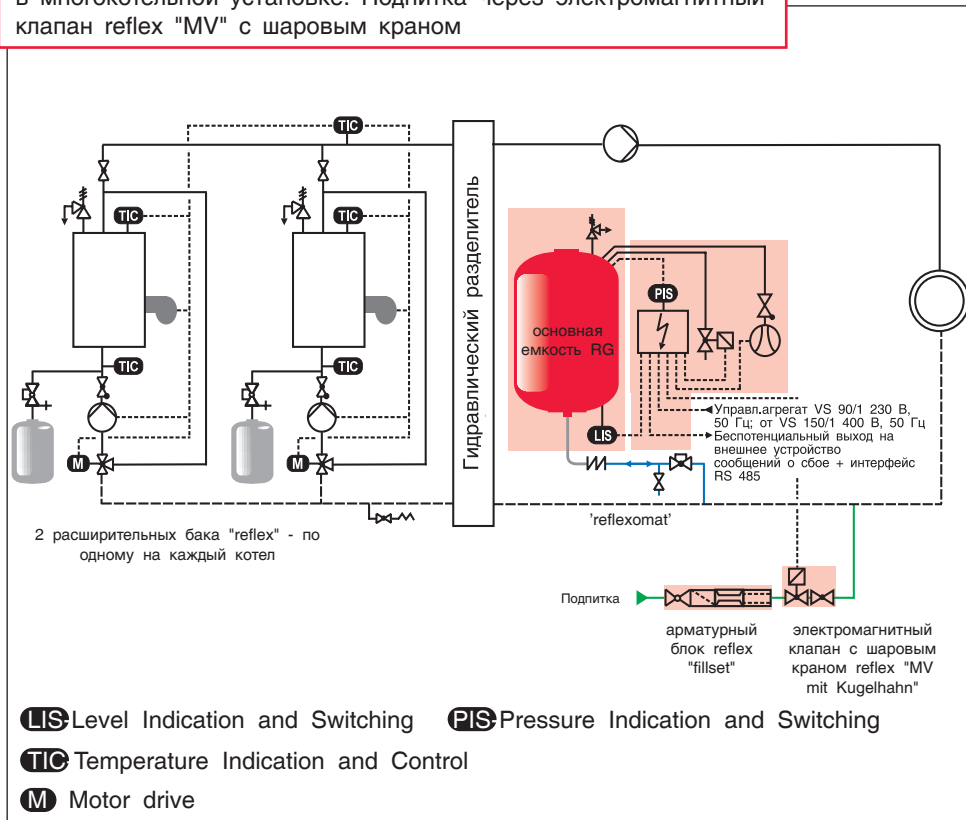 в многокотельной установке. Подпитка через электромагнитный
клапан reflex "MV" с шаровым краном
TIC
TIC
TIC
TIC
TIC
M
M
Гидравлический разделитель
основная
емкость RG
PIS
LIS
Управл.агрегат VS 90/1 230 В,
50 Гц; от VS 150/1 400 В, 50 Гц
Беспотенциальный выход на
внешнее устройство
сообщений о сбое + интерфейс
RS 485
'reflexomat'
2 расширительных бака "reflex" - по
одному на каждый котел
Подпитка
арматурный
блок reflex
"fillset"
электромагнитный
клапан с шаровым
краном reflex "MV
mit Kugelhahn"
LIS Level Indication and Switching PIS Pressure Indication and Switching
TIC Temperature Indication and Control
M Motor drive